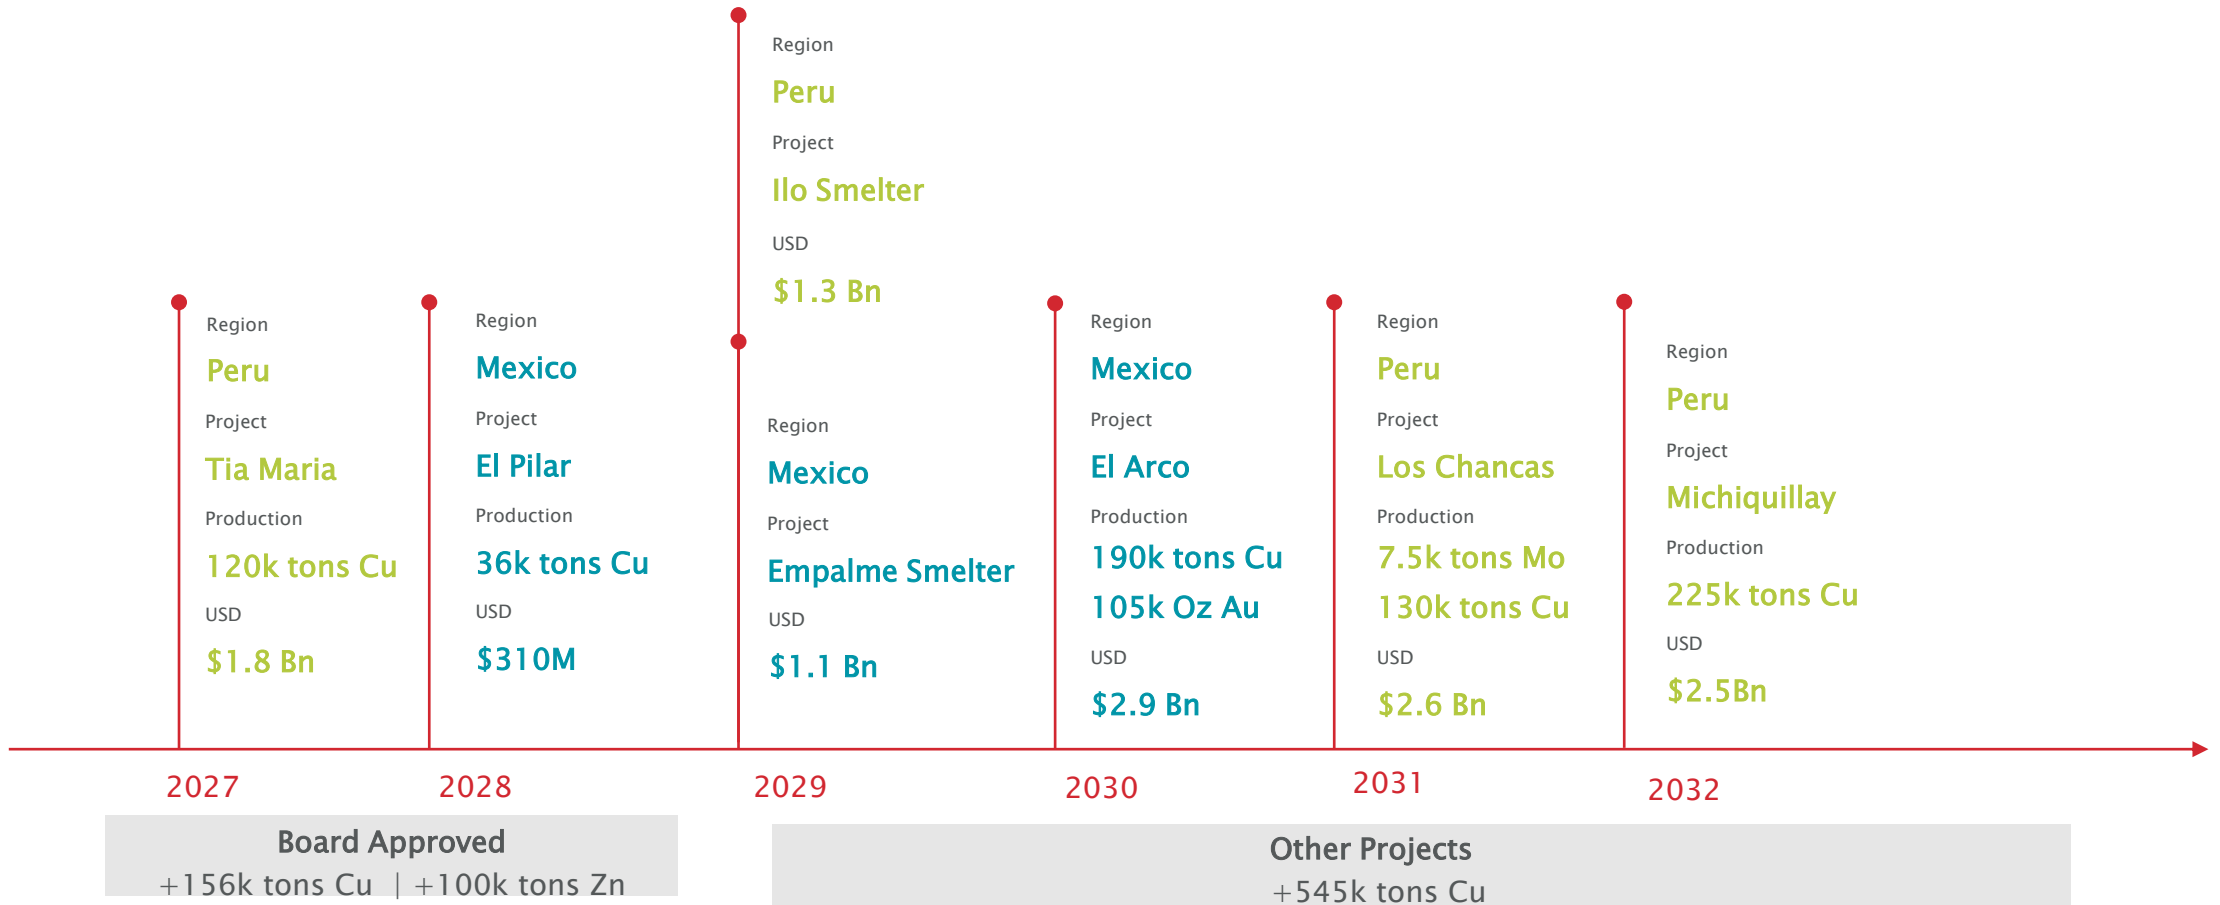 Region
Peru
Project
Ilo Smelter
USD
$1.3 Bn
Region
Peru
Project
Tia Maria
Production
120k tons Cu
USD
$1.8 Bn
Region
Mexico
Project
El Pilar
Production
36k tons Cu
USD
$310M
Region
Mexico
Project
Empalme Smelter
USD
$1.1 Bn
Region
Mexico
Project
El Arco
Production
190k tons Cu
105k Oz Au
USD
$2.9 Bn
Region
Peru
Project
Los Chancas
Production
7.5k tons Mo
130k tons Cu
USD
$2.6 Bn
Region
Peru
Project
Michiquillay
Production
225k tons Cu
USD
$2.5Bn
2027
2028
2029
2030
2031
2032
Board Approved
+156k tons Cu | +100k tons Zn
Other Projects
+545k tons Cu